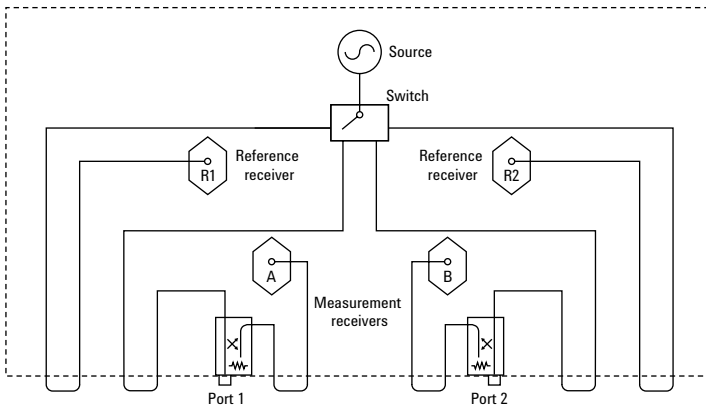 Source
Switch
Reference
receiver
R1
Reference
receiver
R2
A
B
Measurement
receivers
Port 1
Port 2